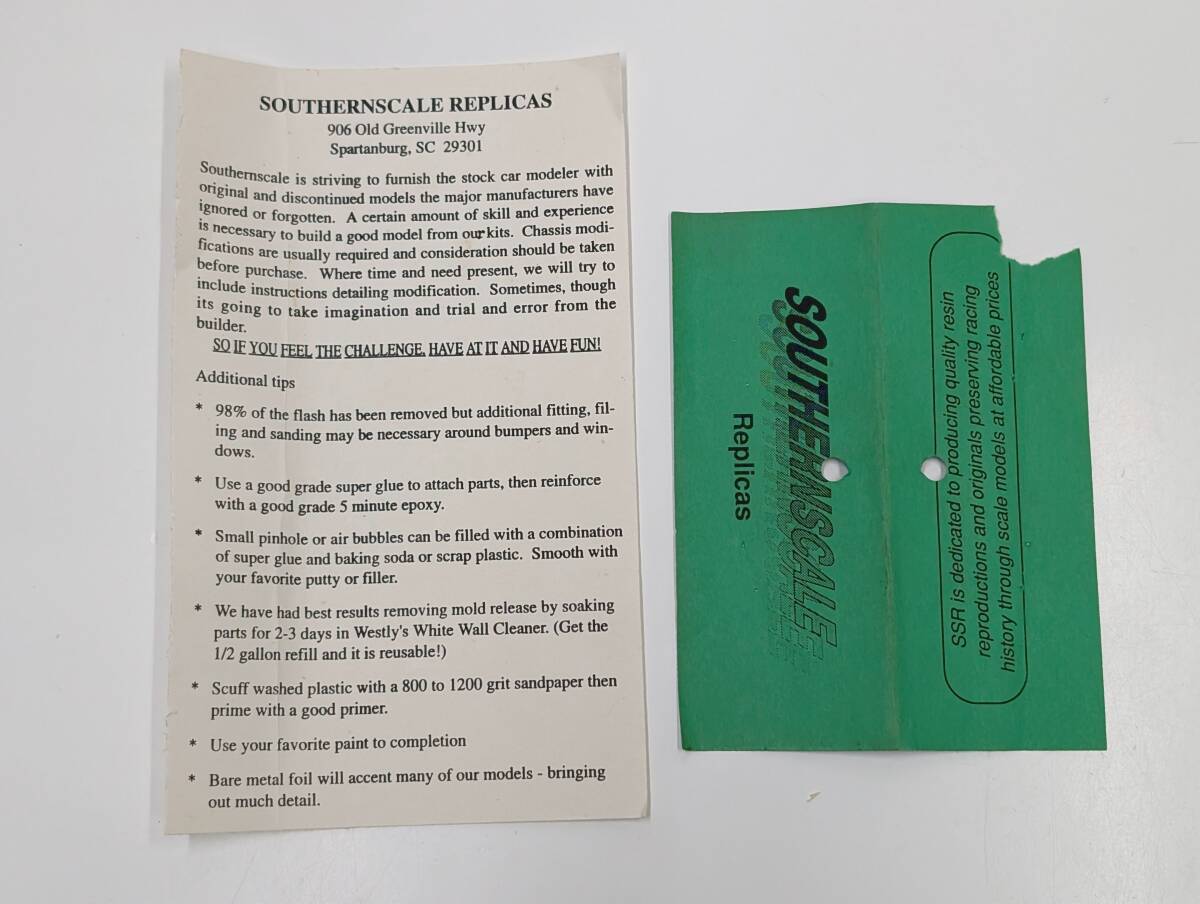 SOUTHERNSCALE REPLICAS
906 Old Greenville Hwy
Spartanburg, SC 29301
Southernscale is striving to furnish the stock car modeler with
original and discontinued models the major manufacturers have
ignored or forgotten. A certain amount of skill and experience
is necessary to build a good model from our kits. Chassis modi-
fications are usually required and consideration should be taken
before purchase. Where time and need present, we will try to
include instructions detailing modification. Sometimes, though
its going to take imagination and trial and error from the
builder.
SO IF YOU FEEL THE CHALLENGE, HAVE AT IT AND HAVE FUN!
Additional tips
* 98% of the flash has been removed but additional fitting, fil-
ing and sanding may be necessary around bumpers and win-
dows.
* Use a good grade super glue to attach parts, then reinforce
with a good grade 5 minute epoxy.
* Small pinhole or air bubbles can be filled with a combination
of super glue and baking soda or scrap plastic. Smooth with
your favorite putty or filler.
* We have had best results removing mold release by soaking
parts for 2-3 days in Westly's White Wall Cleaner. (Get the
1/2 gallon refill and it is reusable!)
* Scuff washed plastic with a 800 to 1200 grit sandpaper then
prime with a good primer.
* Use your favorite paint to completion
* Bare metal foil will accent many of our models - bringing
out much detail.
SOUTHERNSCALE
Replicas
SSR is dedicated to producing quality resin
reproductions and originals preserving racing
history through scale models at affordable prices